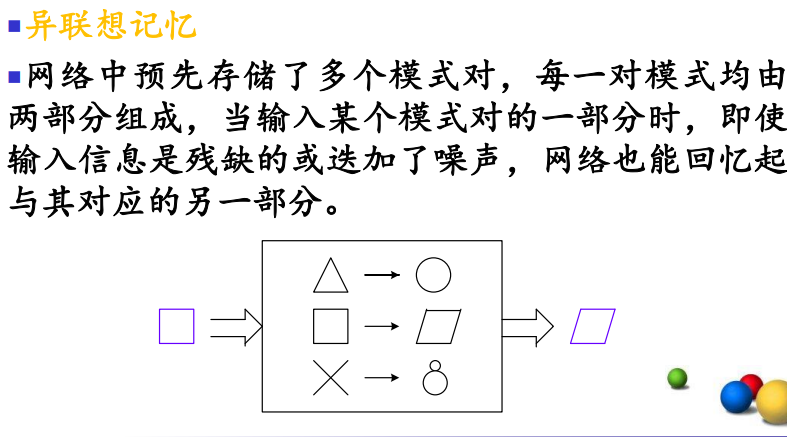 异联想记忆
网络中预先存储了多个模式对，每一对模式均由
两部分组成，当输入某个模式对的一部分时，即使
输入信息是残缺的或迭加了噪声，网络也能回忆起
与其对应的另一部分。